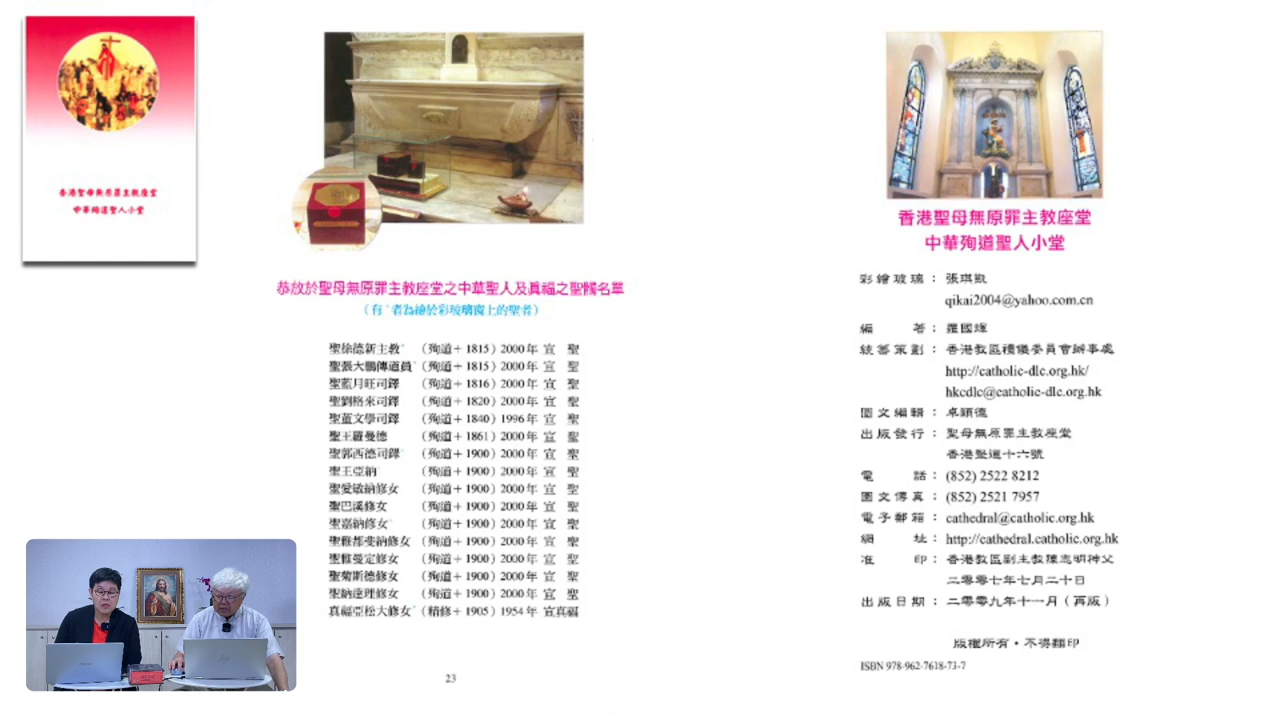 香港聖母無原罪主教座堂
中華殉道聖人小堂
恭放於聖母無原罪主教座堂之中華聖人及真福之聖髑名單
（有*者為繪於彩玻璃窗上的聖者）
聖徐德新主教* （殉道+1815）2000年 宣 聖
聖張大鵬傳道員*（殉道+1815）2000年 宣 聖
聖藍月旺司鐸 （殉道+1816）2000年 宣 聖
聖劉格來司鐸 （殉道+1820）2000年 宣 聖
聖董文學司鐸 （殉道+1840）1996年 宣 聖
聖王羅曼德 （殉道+1861）2000年 宣 聖
聖郭西德司鐸* （殉道+1900）2000年 宣 聖
聖王亞納* （殉道+1900）2000年 宣 聖
聖愛敏納修女 （殉道+1900）2000年 宣 聖
聖巴溪修女 （殉道+1900）2000年 宣 聖
聖嘉納修女* （殉道+1900）2000年 宣 聖
聖雅都斐納修女 （殉道+1900）2000年 宣 聖
聖雅曼定修女 （殉道+1900）2000年 宣 聖
聖菊斯德修女 （殉道+1900）2000年 宣 聖
聖納達理修女 （殉道+1900）2000年 宣 聖
真福亞松大修女*（精修+1905）1954年 宣真福
23
香港聖母無原罪主教座堂
中華殉道聖人小堂
彩繪玻璃：張琪凱
qikai2004@yahoo.com.cn
編 著：羅國輝
統籌策劃：香港教區禮儀委員會辦事處
http://catholic-dlc.org.hk/
hkcdlc@catholic-dlc.org.hk
圖文編輯：卓顯德
出版發行：聖母無原罪主教座堂
香港堅道十六號
電 話：(852) 2522 8212
圖文傳真：(852) 2521 7957
電子郵箱：cathedral@catholic.org.hk
網 址：http://cathedral.catholic.org.hk
准 印：香港教區副主教陳志明神父
二零零七年七月二十日
出版日期：二零零九年十一月（再版）
版權所有・不得翻印
ISBN 978-962-7618-73-7